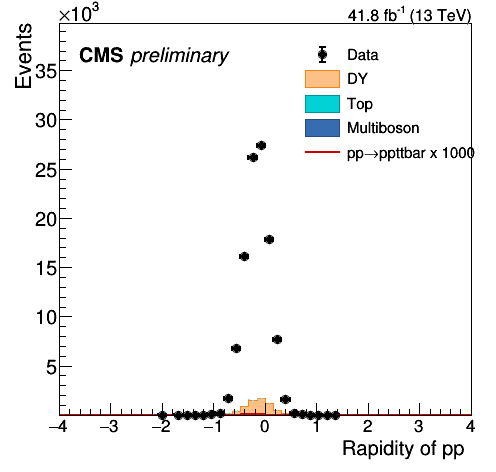 ×10³
41.8 fb⁻¹ (13 TeV)
Events
CMS preliminary
Data
DY
Top
Multiboson
pp→ppttbar x 1000
35
30
25
20
15
10
5
−4 −3 −2 −1 0 1 2 3 4
Rapidity of pp